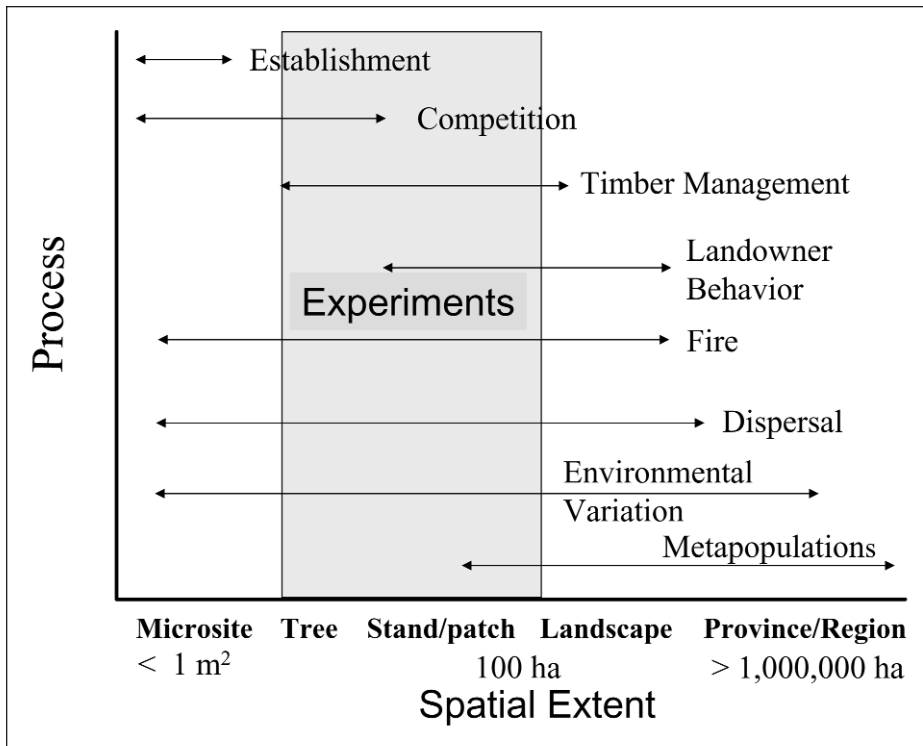 Establishment
Competition
Timber Management
Landowner
Behavior
Experiments
Process
Fire
Dispersal
Environmental
Variation
Metapopulations
Microsite Tree Stand/patch Landscape Province/Region
< 1 m² 100 ha > 1,000,000 ha
Spatial Extent